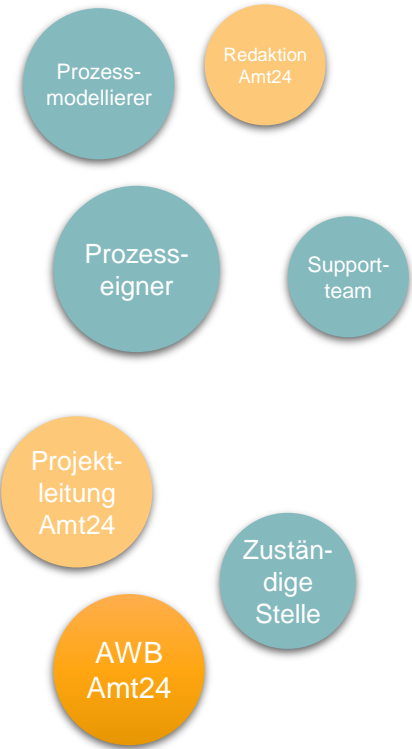 Prozess-
modellierer
Redaktion
Amt24
Prozess-
eigner
Support-
team
Projekt-
leitung
Amt24
Zustän-
dige
Stelle
AWB
Amt24